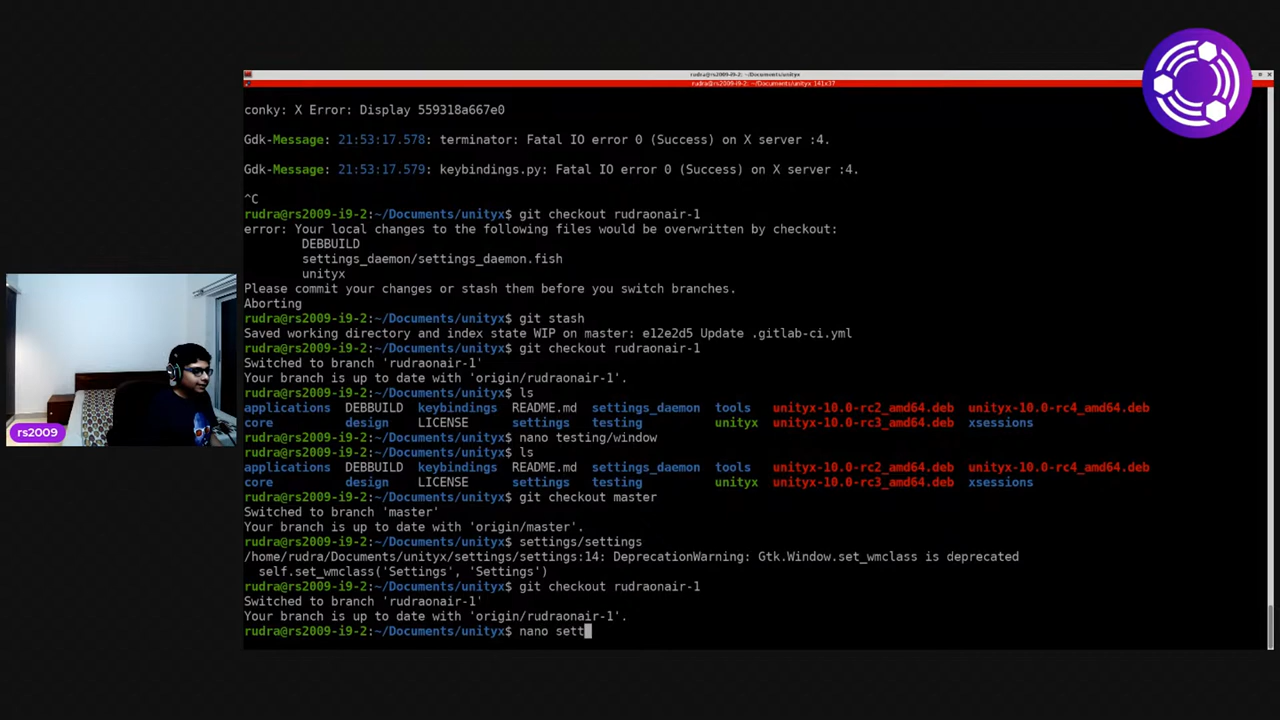 rudra@rs2009-i9-2: ~/Documents/unityx
rudra@rs2009-i9-2: ~/Documents/unityx 141x37
conky: X Error: Display 559318a667e0
Gdk-Message: 21:53:17.578: terminator: Fatal IO error 0 (Success) on X server :4.
Gdk-Message: 21:53:17.579: keybindings.py: Fatal IO error 0 (Success) on X server :4.
^C
rudra@rs2009-i9-2:~/Documents/unityx$ git checkout rudraonair-1
error: Your local changes to the following files would be overwritten by checkout:
DEBBUILD
settings_daemon/settings_daemon.fish
unityx
Please commit your changes or stash them before you switch branches.
Aborting
rudra@rs2009-i9-2:~/Documents/unityx$ git stash
Saved working directory and index state WIP on master: e12e2d5 Update .gitlab-ci.yml
rudra@rs2009-i9-2:~/Documents/unityx$ git checkout rudraonair-1
Switched to branch 'rudraonair-1'
Your branch is up to date with 'origin/rudraonair-1'.
rudra@rs2009-i9-2:~/Documents/unityx$ ls
applications DEBBUILD keybindings README.md settings_daemon tools unityx-10.0-rc2_amd64.deb unityx-10.0-rc4_amd64.deb
core design LICENSE settings testing unityx unityx-10.0-rc3_amd64.deb xsessions
rudra@rs2009-i9-2:~/Documents/unityx$ nano testing/window
rudra@rs2009-i9-2:~/Documents/unityx$ ls
applications DEBBUILD keybindings README.md settings_daemon tools unityx-10.0-rc2_amd64.deb unityx-10.0-rc4_amd64.deb
core design LICENSE settings testing unityx unityx-10.0-rc3_amd64.deb xsessions
rudra@rs2009-i9-2:~/Documents/unityx$ git checkout master
Switched to branch 'master'
Your branch is up to date with 'origin/master'.
rudra@rs2009-i9-2:~/Documents/unityx$ settings/settings
/home/rudra/Documents/unityx/settings/settings:14: DeprecationWarning: Gtk.Window.set_wmclass is deprecated
self.set_wmclass('Settings', 'Settings')
rudra@rs2009-i9-2:~/Documents/unityx$ git checkout rudraonair-1
Switched to branch 'rudraonair-1'
Your branch is up to date with 'origin/rudraonair-1'.
rudra@rs2009-i9-2:~/Documents/unityx$ nano sett
rs2009